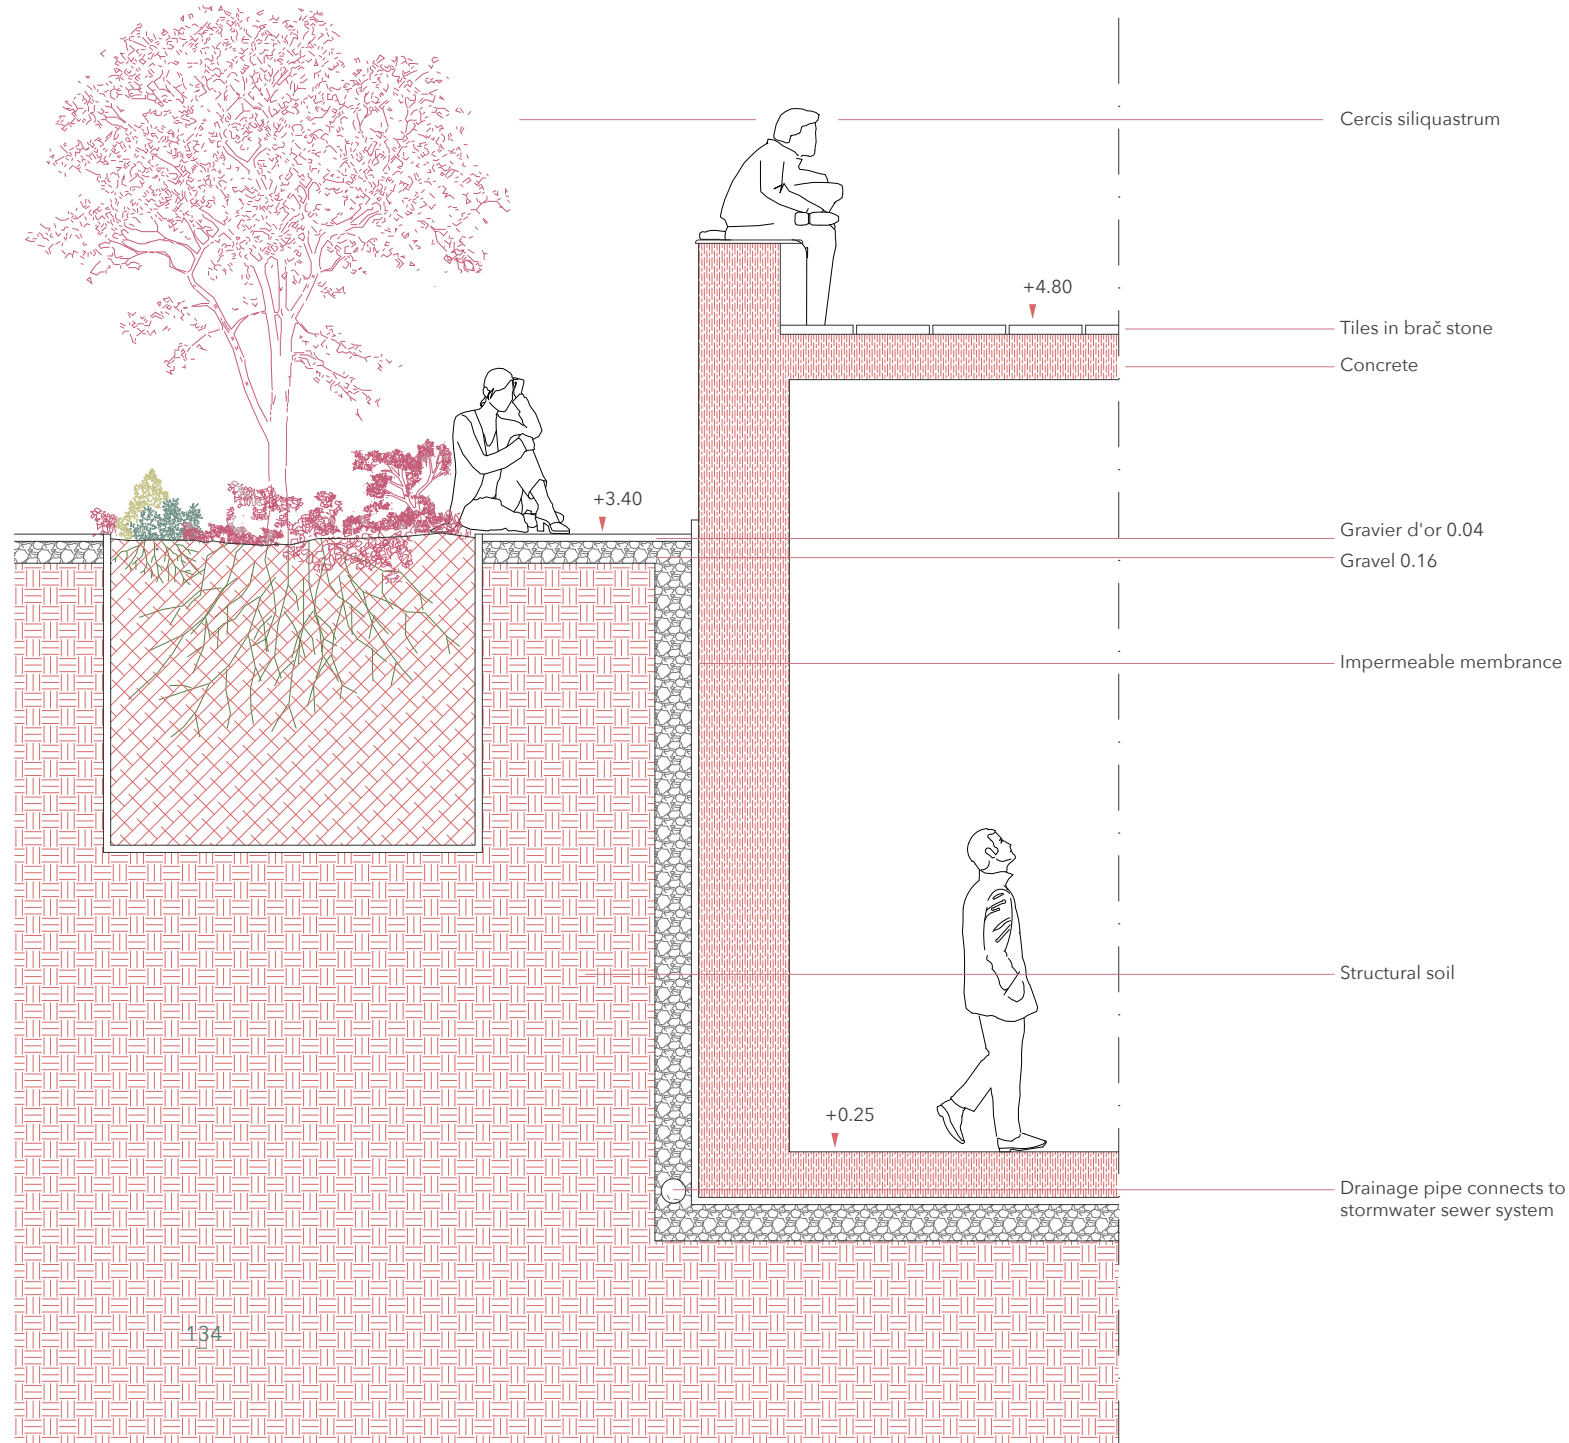 Cercis siliquastrum
+4.80
Tiles in brač stone
Concrete
+3.40
Gravier d'or 0.04
Gravel 0.16
Impermeable membrance
Structural soil
+0.25
Drainage pipe connects to
stormwater sewer system
134